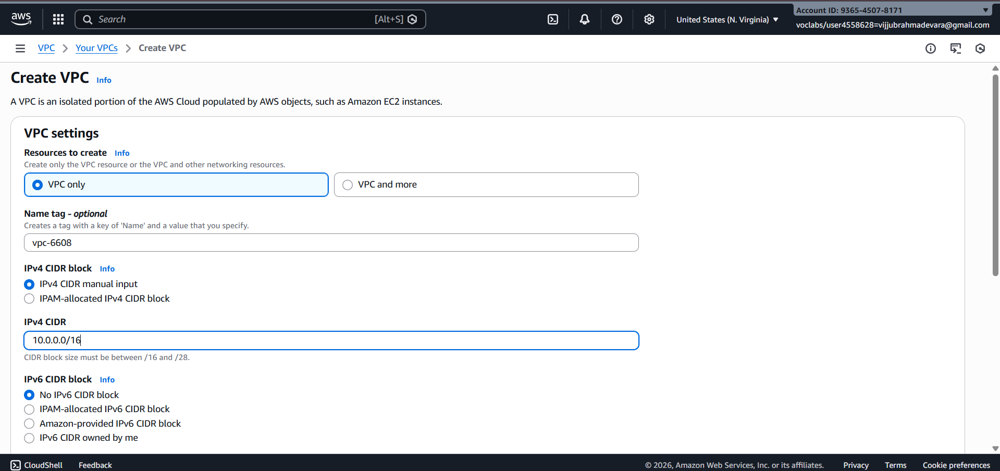 aws
Search [Alt+S]
United States (N. Virginia)
Account ID: 9365-4507-8171
voclabs/user4558628=vijjubrahmadevara@gmail.com
VPC
Your VPCs
Create VPC
Create VPC Info
A VPC is an isolated portion of the AWS Cloud populated by AWS objects, such as Amazon EC2 instances.
VPC settings
Resources to create Info
Create only the VPC resource or the VPC and other networking resources.
VPC only
VPC and more
Name tag - optional
Creates a tag with a key of 'Name' and a value that you specify.
vpc-6608
IPv4 CIDR block Info
IPv4 CIDR manual input
IPAM-allocated IPv4 CIDR block
IPv4 CIDR
10.0.0.0/16
CIDR block size must be between /16 and /28.
IPv6 CIDR block Info
No IPv6 CIDR block
IPAM-allocated IPv6 CIDR block
Amazon-provided IPv6 CIDR block
IPv6 CIDR owned by me
CloudShell Feedback © 2026, Amazon Web Services, Inc. or its affiliates. Privacy Terms Cookie preferences